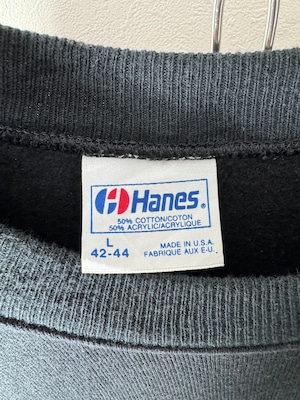 Hanes®
50% COTTON/COTON
50% ACRYLIC/ACRYLIQUE
L
42-44
MADE IN U.S.A.
FABRIQUE AUX E-U.